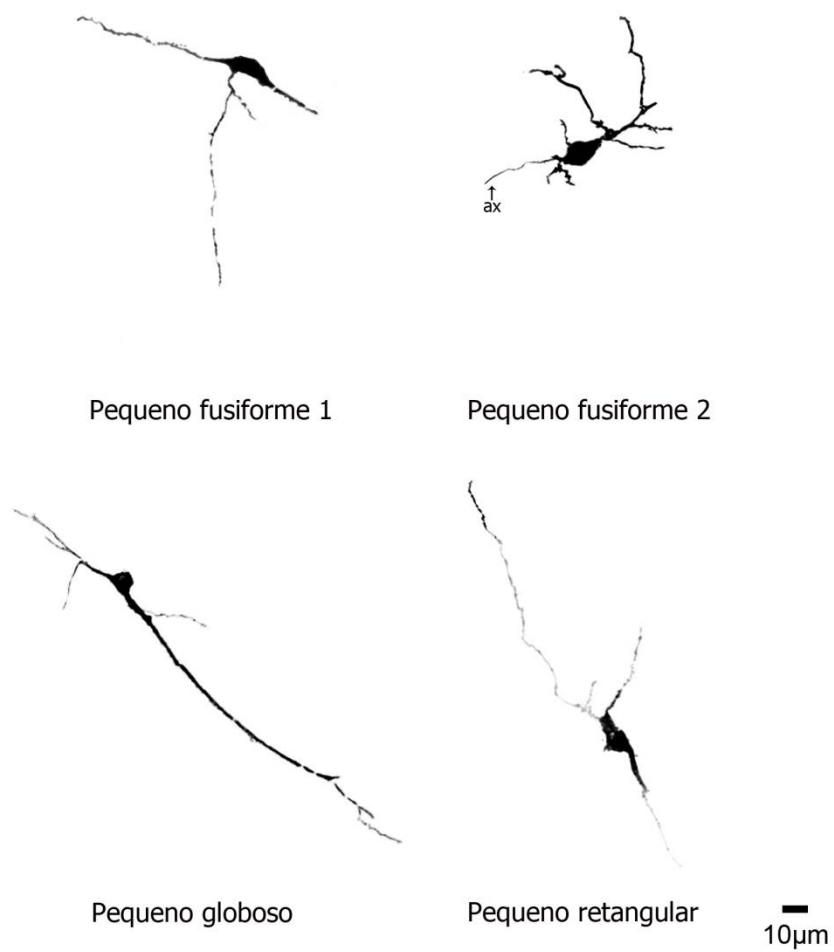 ↑
ax
Pequeno fusiforme 1
Pequeno fusiforme 2
Pequeno globoso
Pequeno retangular
10µm